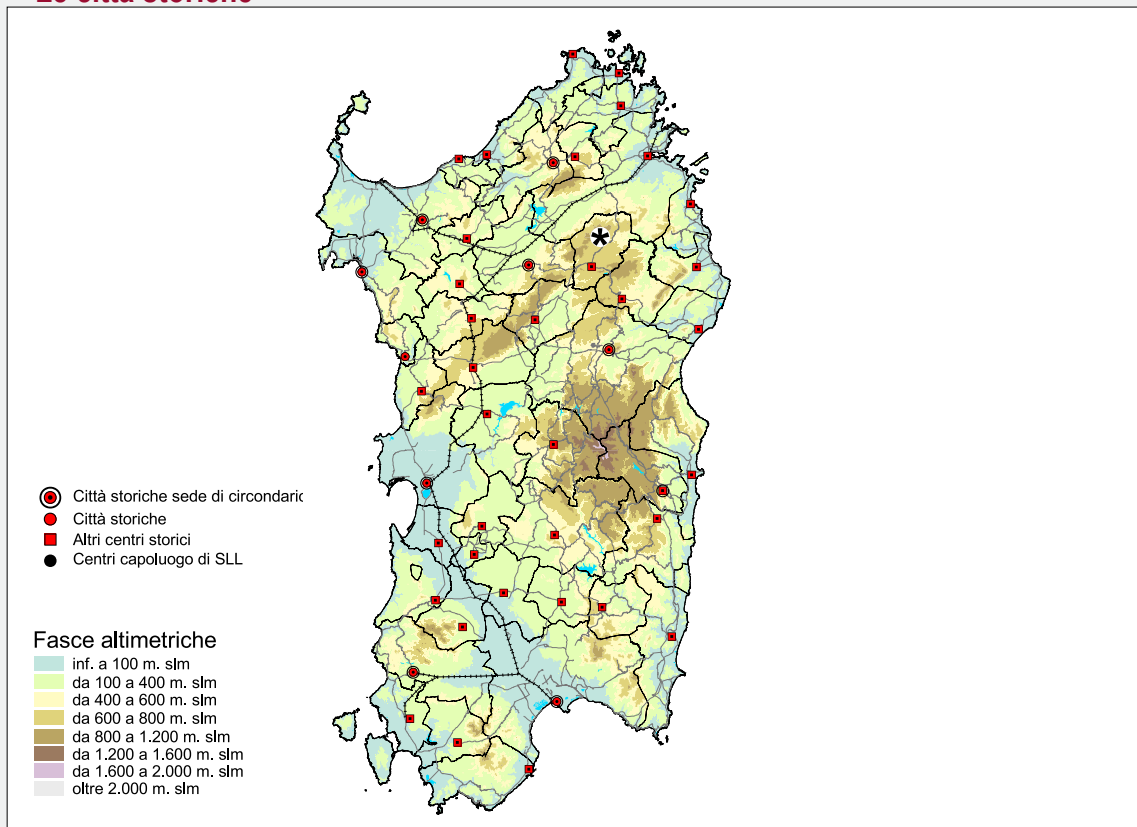 Città storiche sede di circondaric
Città storiche
Altri centri storici
Centri capoluogo di SLL
Fasce altimetriche
inf. a 100 m. slm
da 100 a 400 m. slm
da 400 a 600 m. slm
da 600 a 800 m. slm
da 800 a 1.200 m. slm
da 1.200 a 1.600 m. slm
da 1.600 a 2.000 m. slm
oltre 2.000 m. slm